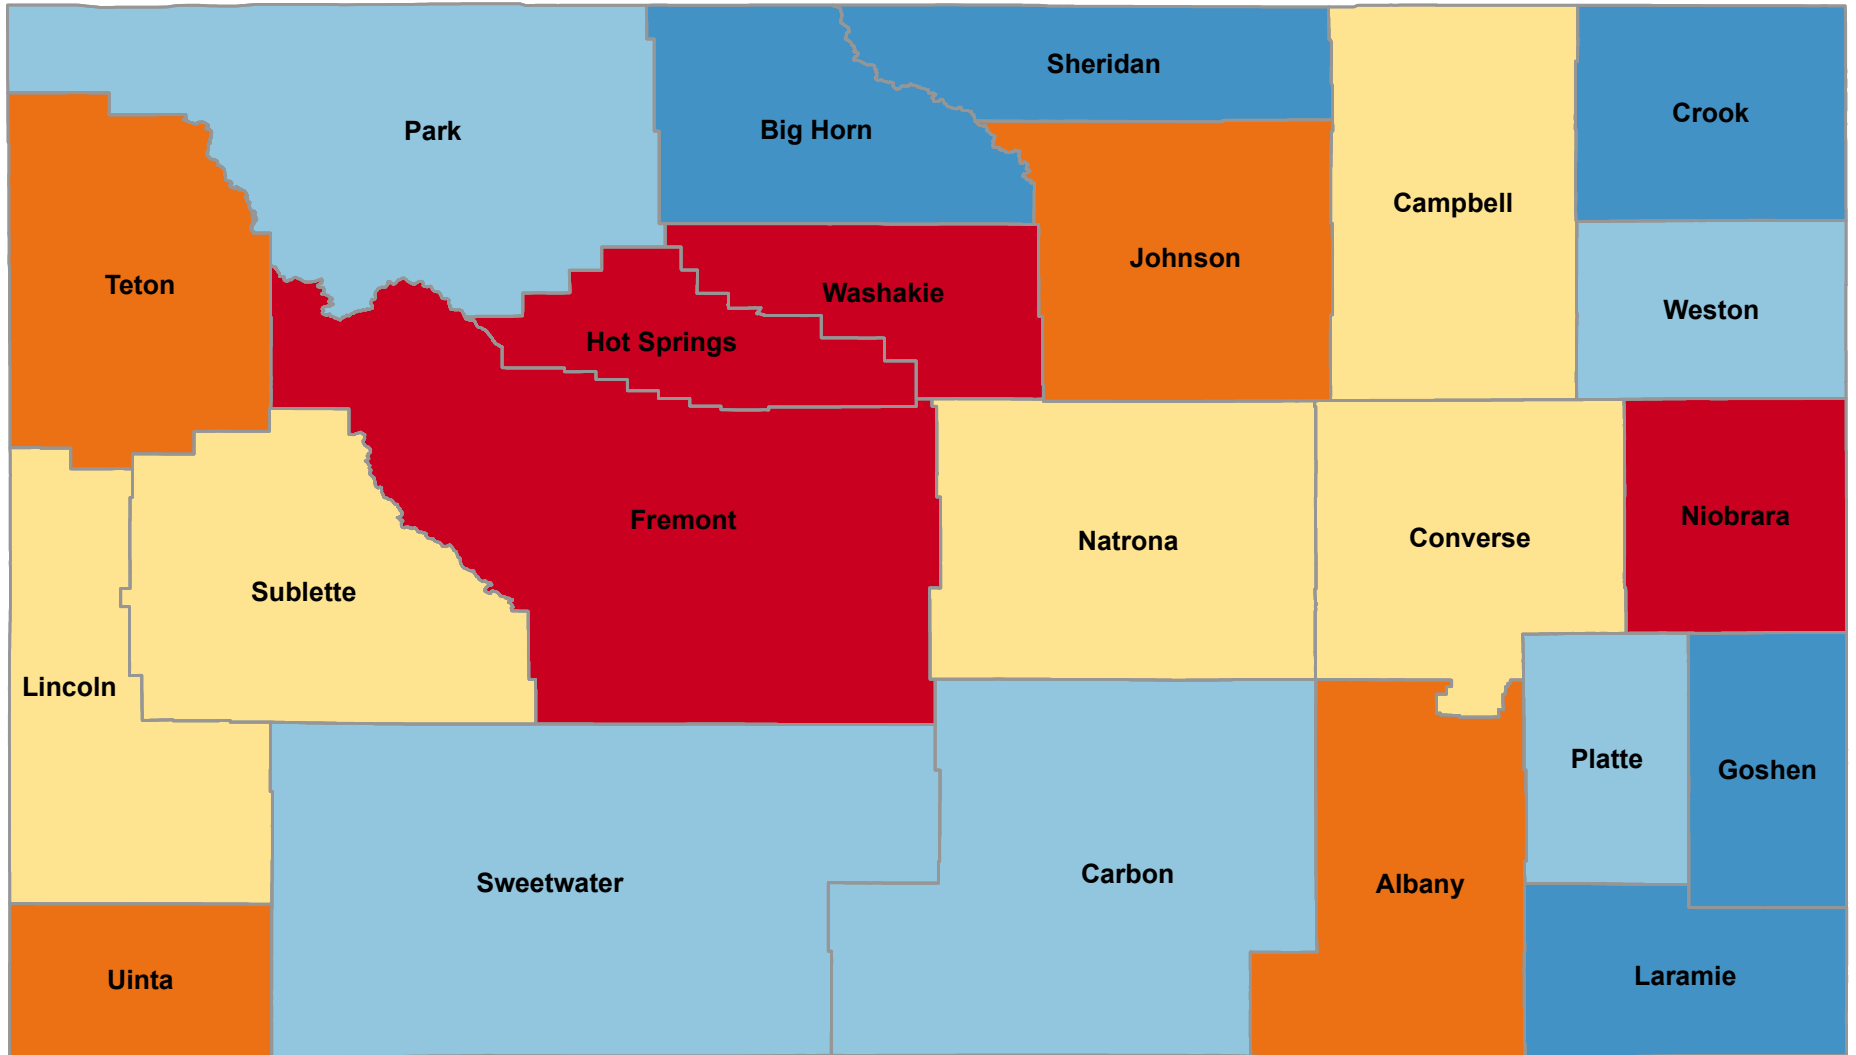 Sheridan
Crook
Park
Big Horn
Campbell
Johnson
Teton
Washakie
Weston
Hot Springs
Niobrara
Fremont
Natrona
Converse
Sublette
Lincoln
Platte
Goshen
Carbon
Sweetwater
Albany
Laramie
Uinta